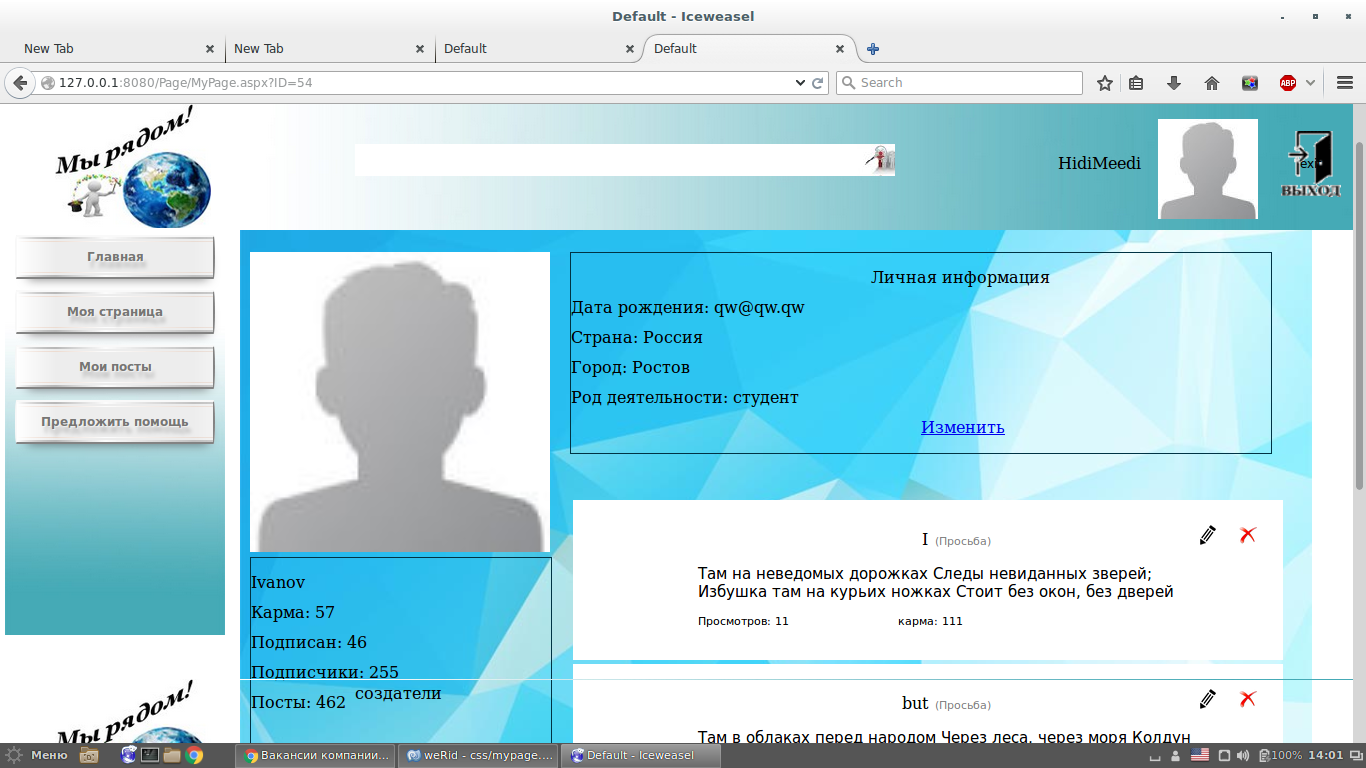 Default - Iceweasel
New Tab
New Tab
Default
Default
127.0.0.1:8080/Page/MyPage.aspx?ID=54
Search
ABP
Мы рядом!
HidiMeedi
ВЫХОД
Главная
Моя страница
Мои посты
Предложить помощь
Личная информация
Дата рождения: qw@qw.qw
Страна: Россия
Город: Ростов
Род деятельности: студент
Изменить
Ivanov
Карма: 57
Подписан: 46
Подписчики: 255
Посты: 462
создатели
I (Просьба)
Там на неведомых дорожках Следы невиданных зверей;
Избушка там на курьих ножках Стоит без окон, без дверей
Просмотров: 11 карма: 111
but (Просьба)
Там в облаках перед народом Через леса, через моря Колдун
Мы рядом!
Меню
Вакансии компании...
weRid - css/mypage....
Default - Iceweasel
100%
14:01